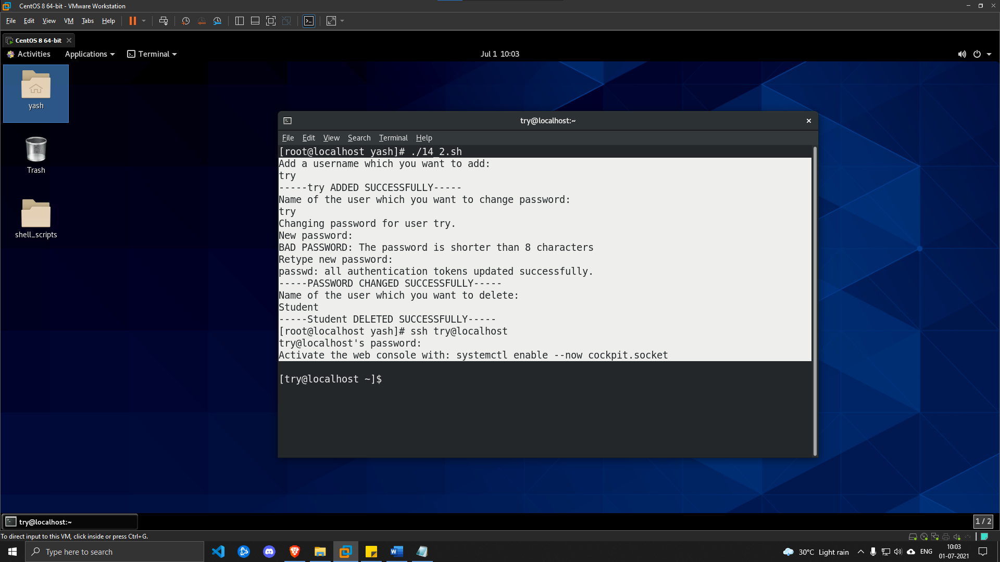 CentOS 8 64-bit - VMware Workstation
File Edit View VM Tabs Help
CentOS 8 64-bit
Activities Applications Terminal Jul 1 10:03
yash
Trash
shell_scripts
try@localhost:~
File Edit View Search Terminal Help
[root@localhost yash]# ./14_2.sh
Add a username which you want to add:
try
-----try ADDED SUCCESSFULLY-----
Name of the user which you want to change password:
try
Changing password for user try.
New password:
BAD PASSWORD: The password is shorter than 8 characters
Retype new password:
passwd: all authentication tokens updated successfully.
-----PASSWORD CHANGED SUCCESSFULLY-----
Name of the user which you want to delete:
Student
-----Student DELETED SUCCESSFULLY-----
[root@localhost yash]# ssh try@localhost
try@localhost's password:
Activate the web console with: systemctl enable --now cockpit.socket
[try@localhost ~]$
try@localhost:~
1 / 2
To direct input to this VM, click inside or press Ctrl+G.
Type here to search
30°C Light rain
ENG
10:03
01-07-2021